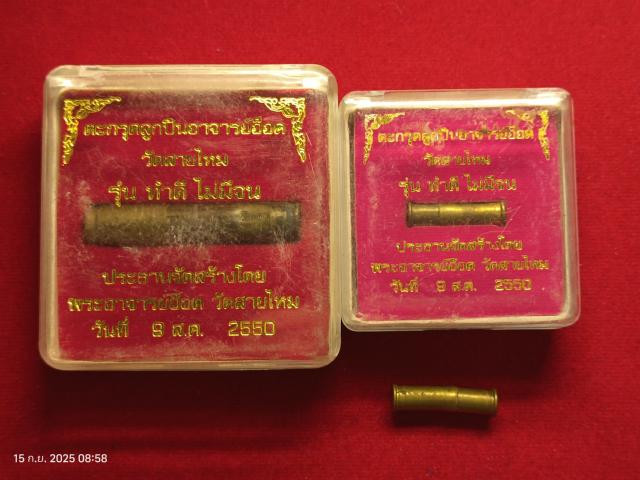 ตะกรุดลูกปืนอาจารย์อ๊อด
วัดสายไหม
รุ่น ทำดี ไม่มีจน
ประธานจัดสร้างโดย
พระอาจารย์อ๊อด วัดสายไหม
วันที่ 9 ส.ค. 2550
ตะกรุดลูกปืนอาจารย์อ๊อด
วัดสายไหม
รุ่น ทำดี ไม่มีจน
ประธานจัดสร้างโดย
พระอาจารย์อ๊อด วัดสายไหม
วันที่ 9 ส.ค. 2550
15 ก.ย. 2025 08:58